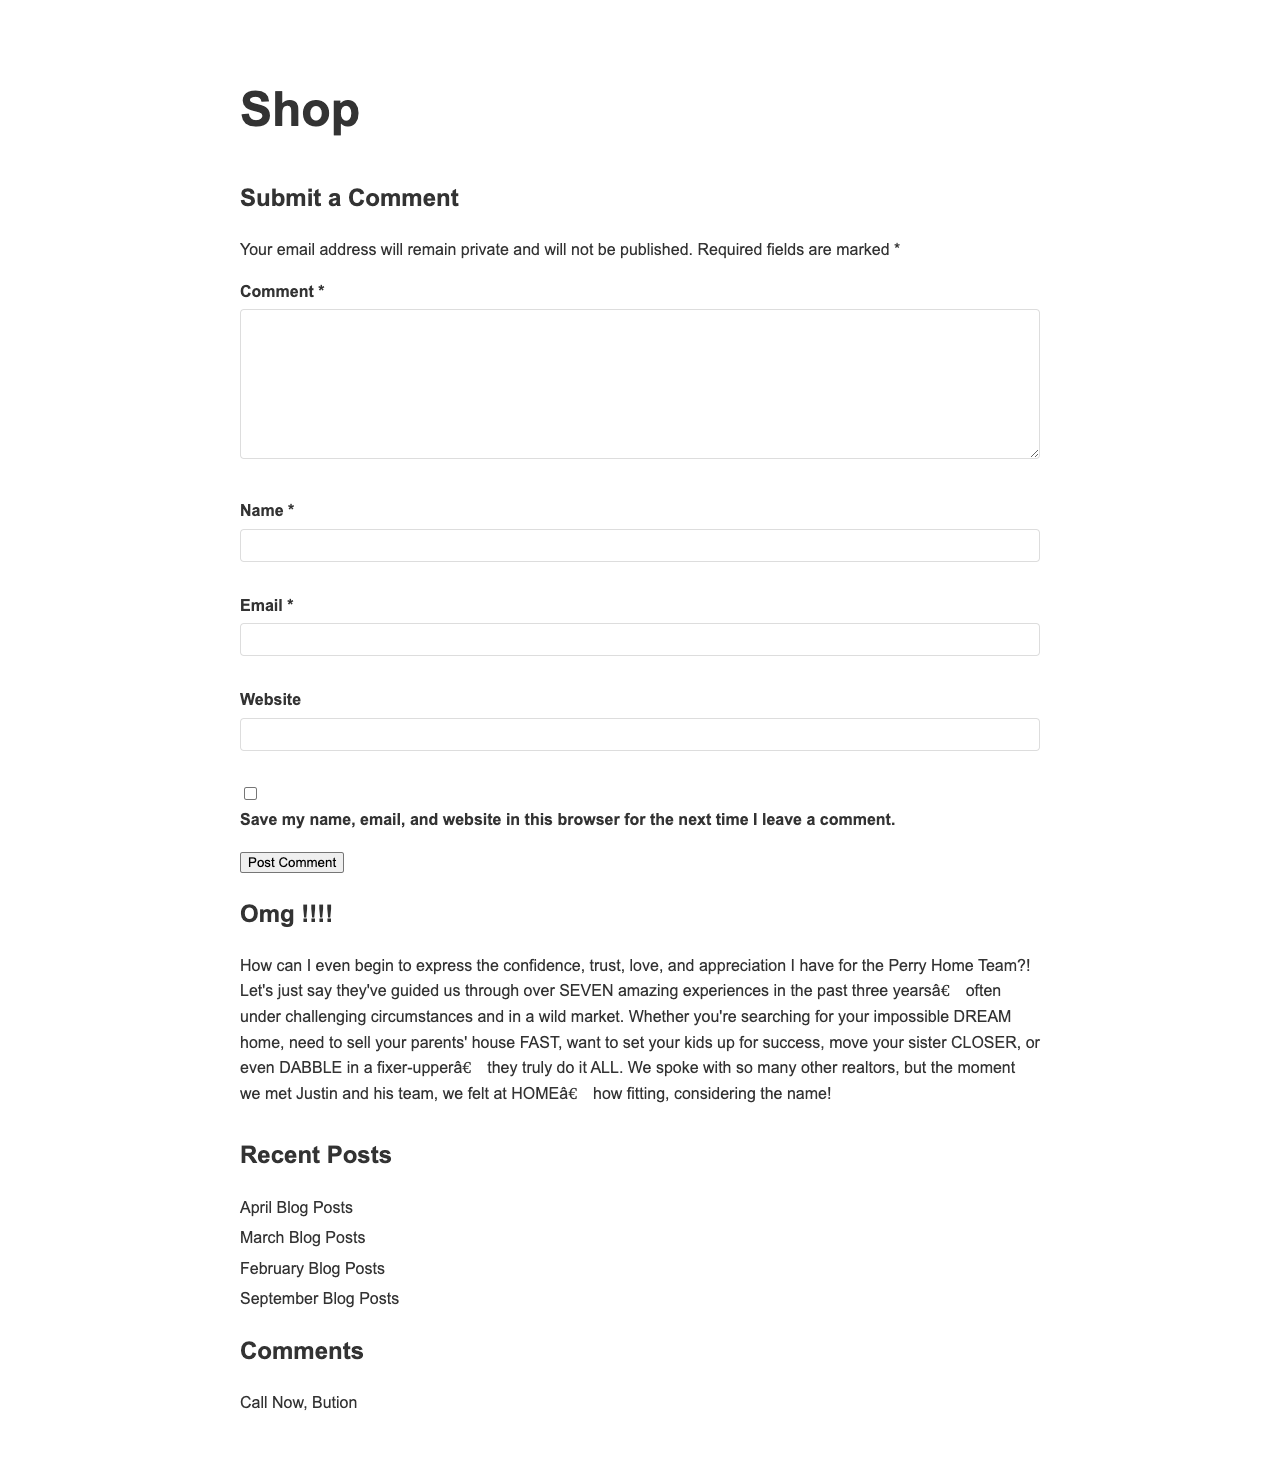 Shop
Submit a Comment
Your email address will remain private and will not be published. Required fields are marked *
Comment *
Name *
Email *
Website
Save my name, email, and website in this browser for the next time I leave a comment.
Post Comment
Omg !!!!
How can I even begin to express the confidence, trust, love, and appreciation I have for the Perry Home Team?!
Let's just say they've guided us through over SEVEN amazing experiences in the past three yearsâ€ often
under challenging circumstances and in a wild market. Whether you're searching for your impossible DREAM
home, need to sell your parents' house FAST, want to set your kids up for success, move your sister CLOSER, or
even DABBLE in a fixer-upperâ€ they truly do it ALL. We spoke with so many other realtors, but the moment
we met Justin and his team, we felt at HOMEâ€ how fitting, considering the name!
Recent Posts
April Blog Posts
March Blog Posts
February Blog Posts
September Blog Posts
Comments
Call Now, Bution